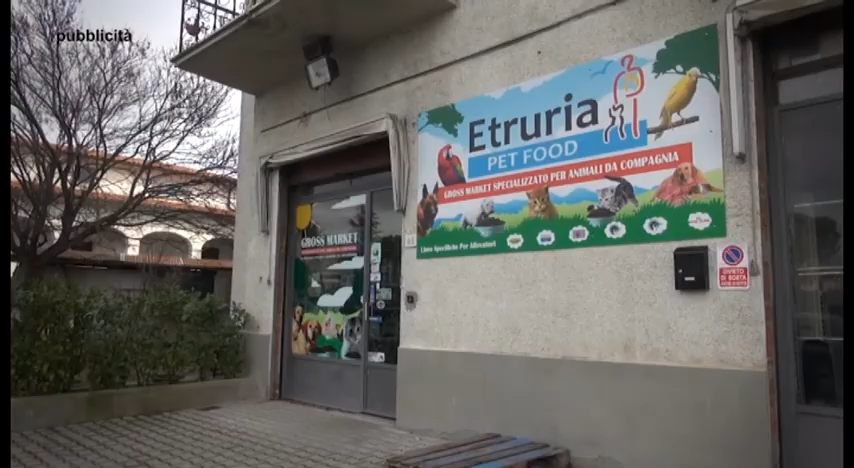 pubblicità
Etruria
PET FOOD
GROSS MARKET SPECIALIZZATO PER ANIMALI DA COMPAGNIA
Linee Specifiche Per Allevatori
GROSS MARKET
DIVIETO
DI SOSTA